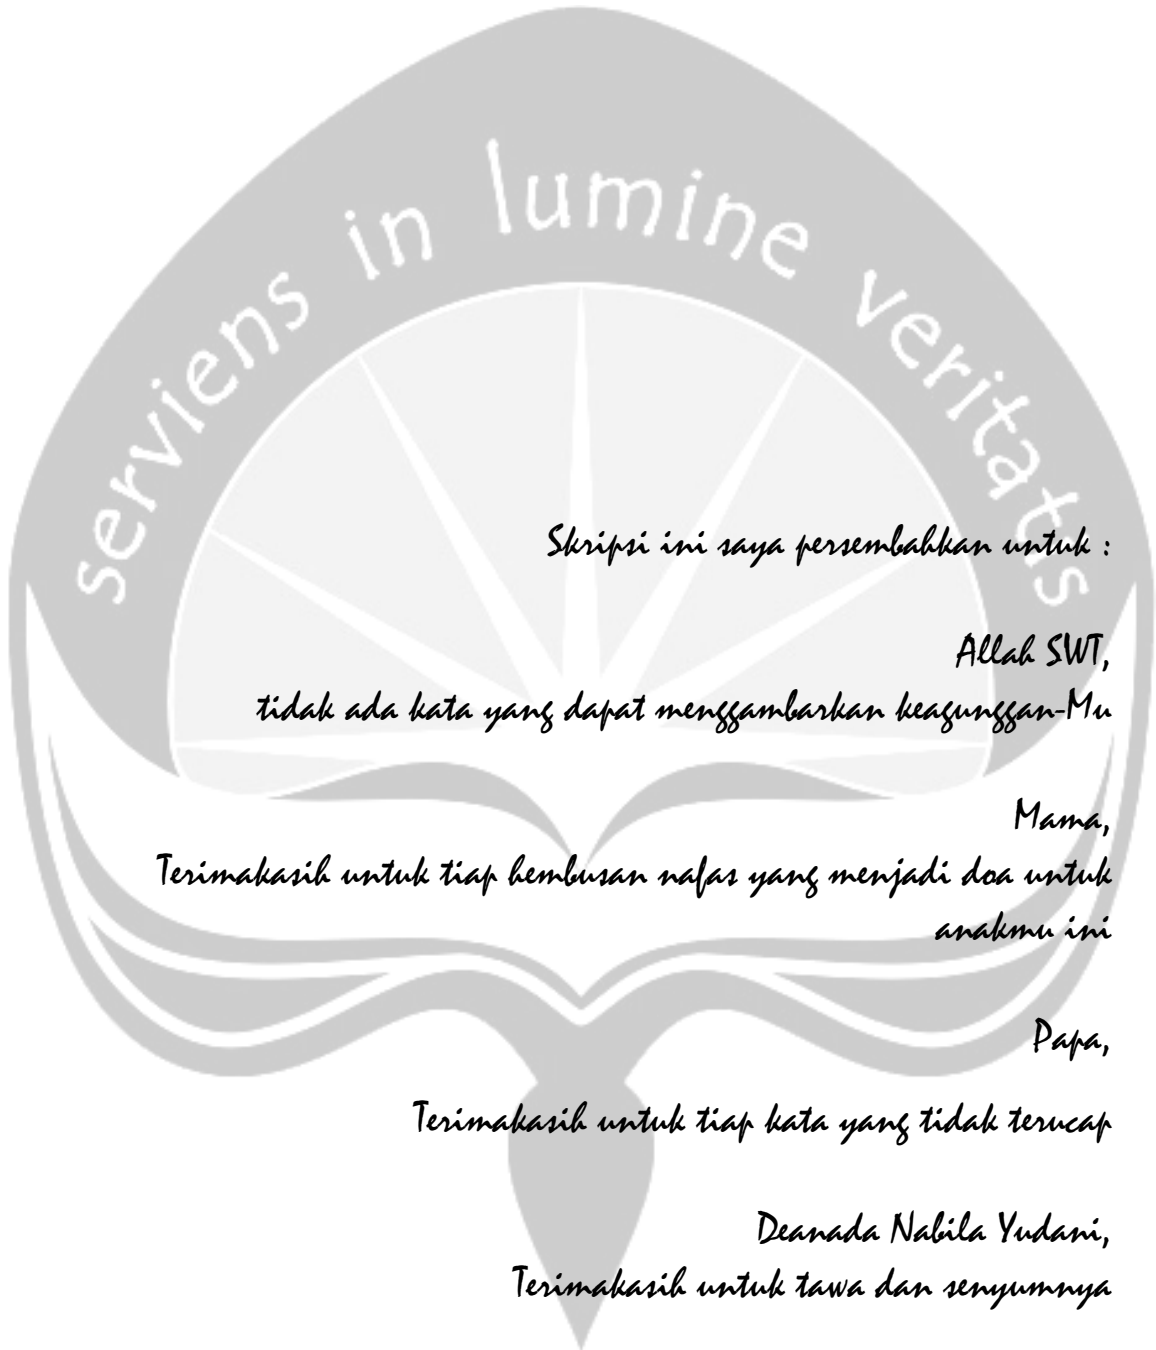 serviens in lumine veritatis
Skripsi ini saya persembahkan untuk :
Allah SWT,
tidak ada kata yang dapat menggambarkan keagunggan-Mu
Mama,
Terimakasih untuk tiap hembusan nafas yang menjadi doa untuk
anakmu ini
Papa,
Terimakasih untuk tiap kata yang tidak terucap
Deanada Nabila Yudani,
Terimakasih untuk tawa dan senyumnya